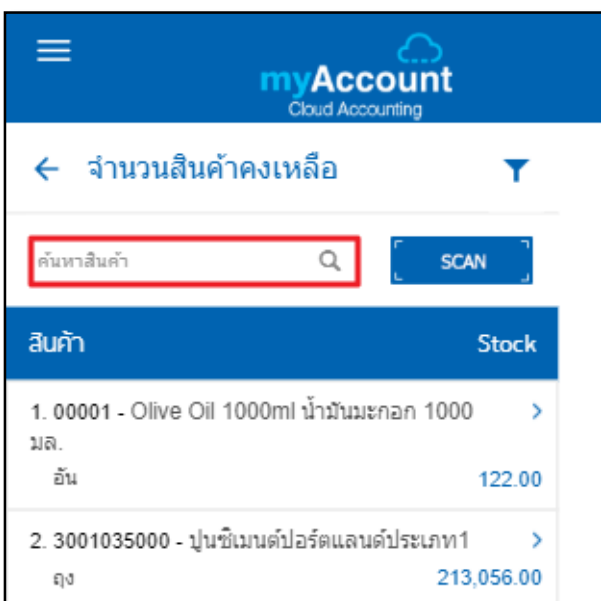 myAccount
Cloud Accounting
จำนวนสินค้าคงเหลือ
ค้นหาสินค้า SCAN
สินค้า Stock
1. 00001 - Olive Oil 1000ml น้ำมันมะกอก 1000
มล.
อัน 122.00
2. 3001035000 - ปูนซิเมนต์ปอร์ตแลนด์ประเภท1
ถุง 213,056.00